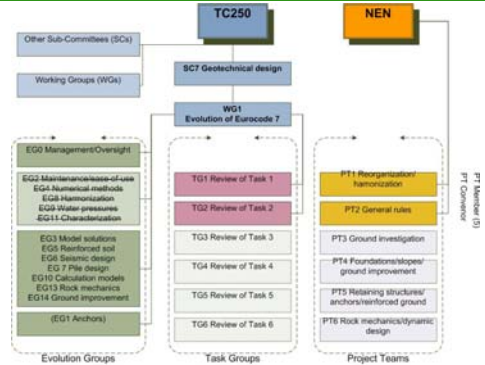 TC250
NEN
Other Sub-Committees (SCs)
SC7 Geotechnical design
Working Groups (WGs)
WG1
Evolution of Eurocode 7
EG0 Management/Oversight
EG2 Maintenance/ease-of-use
EG4 Numerical methods
EG8 Harmonization
EG9 Water pressures
EG11 Characterization
EG3 Model solutions
EG5 Reinforced soil
EG6 Seismic design
EG 7 Pile design
EG10 Calculation models
EG13 Rock mechanics
EG14 Ground improvement
(EG1 Anchors)
Evolution Groups
TG1 Review of Task 1
TG2 Review of Task 2
TG3 Review of Task 3
TG4 Review of Task 4
TG5 Review of Task 5
TG6 Review of Task 6
Task Groups
PT1 Reorganization/
harmonization
PT2 General rules
PT3 Ground investigation
PT4 Foundations/slopes/
ground improvement
PT5 Retaining structures/
anchors/reinforced ground
PT6 Rock mechanics/dynamic
design
Project Teams
PT Member (5)
PT Convenor